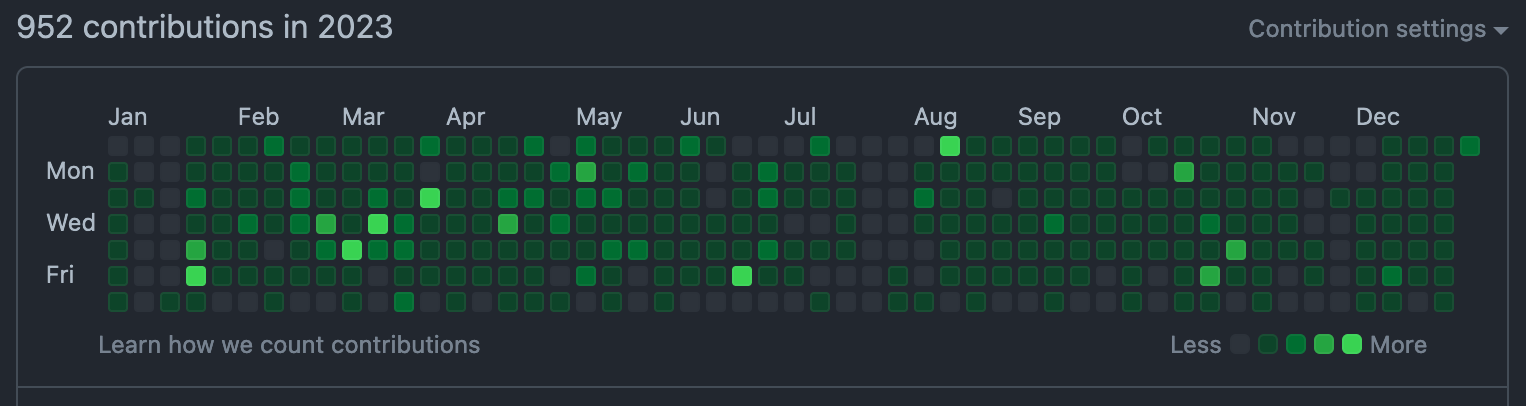 952 contributions in 2023
Contribution settings
Jan Feb Mar Apr May Jun Jul Aug Sep Oct Nov Dec
Mon
Wed
Fri
Learn how we count contributions
Less More